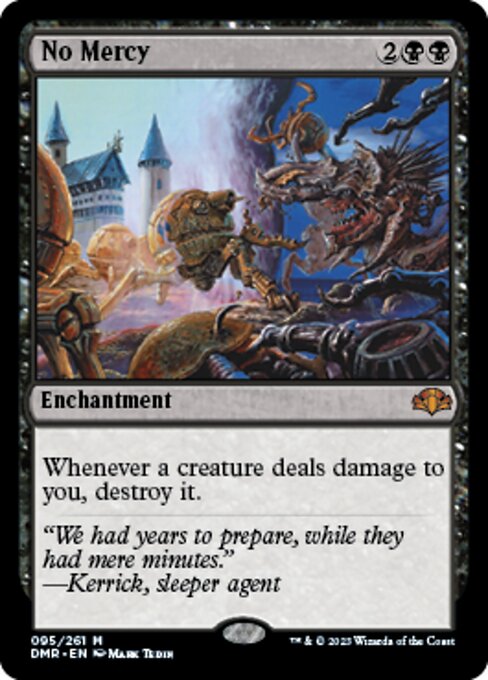 No Mercy 2
Enchantment
Whenever a creature deals damage to
you, destroy it.
“We had years to prepare, while they
had mere minutes.”
—Kerrick, sleeper agent
095/261 M
DMR • EN Mark Tedin
™ & © 2023 Wizards of the Coast